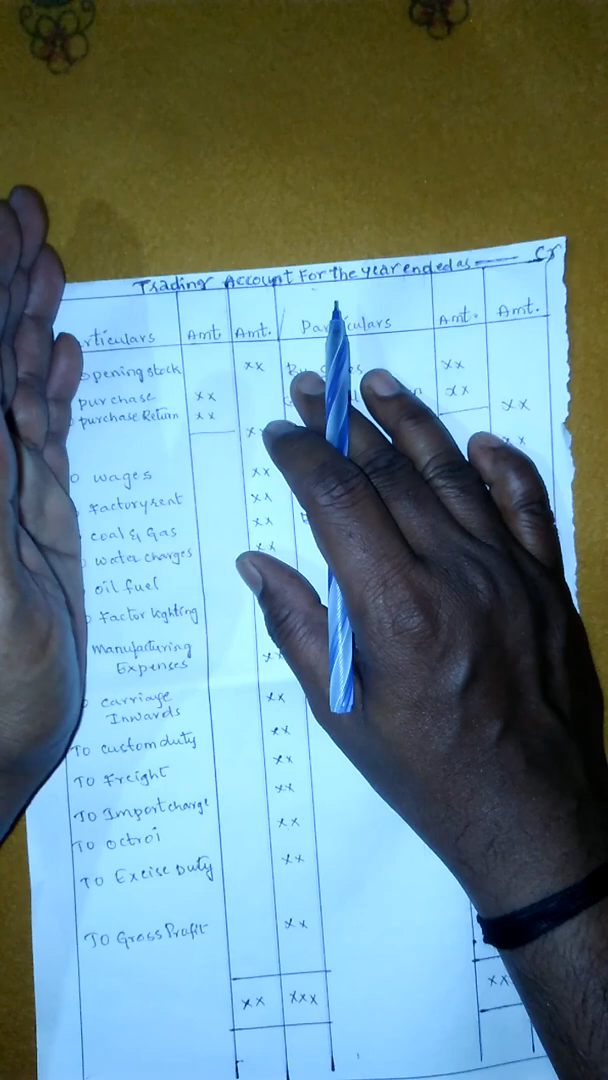 Trading Account For the year ended as Cr
articulars Amt. Amt. Particulars Amt. Amt.
opening stock xx xx
purchase xx xx
purchase Return xx xx
xx
wages xx
Factory rent xx
coal & Gas xx
water charges xx
oil fuel
Factor lighting
Manufacturing
Expenses xx
carriage xx
Inwards
To custom duty xx
xx
To Freight xx
To Import charge
To octroi xx
To Excise Duty xx
To Gross Profit xx
xx xxx xx